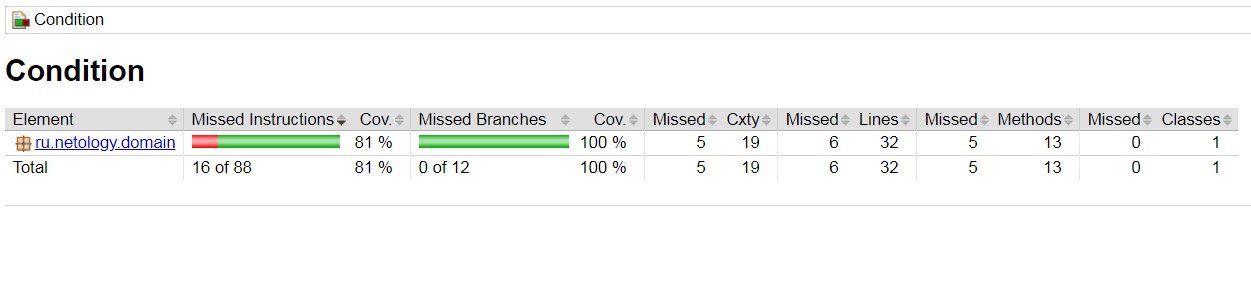 Condition
Condition
Element Missed Instructions Cov. Missed Branches Cov. Missed Cxty Missed Lines Missed Methods Missed Classes
ru.netology.domain 81 % 100 % 5 19 6 32 5 13 0 1
Total 16 of 88 81 % 0 of 12 100 % 5 19 6 32 5 13 0 1